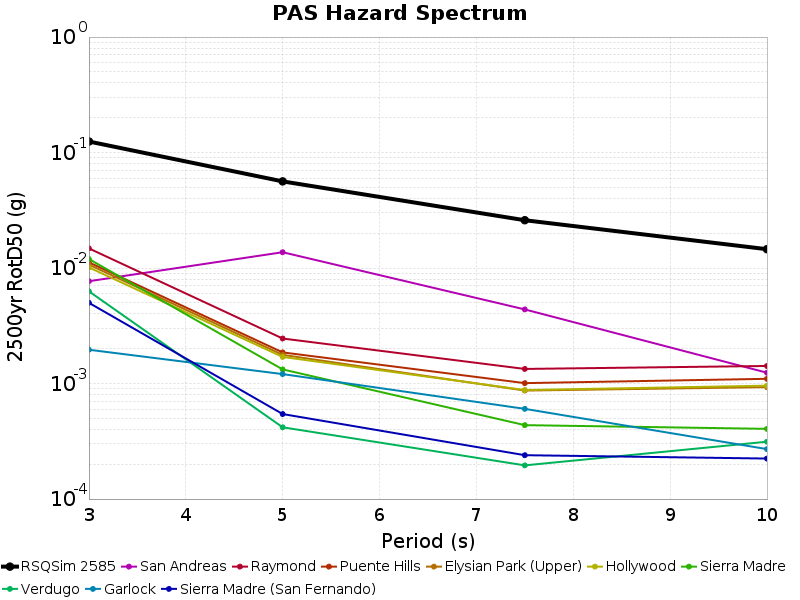 PAS Hazard Spectrum
10^0
10^-1
10^-2
10^-3
10^-4
2500yr RotD50 (g)
3 4 5 6 7 8 9 10
Period (s)
RSQSim 2585 San Andreas Raymond Puente Hills Elysian Park (Upper) Hollywood Sierra Madre
Verdugo Garlock Sierra Madre (San Fernando)